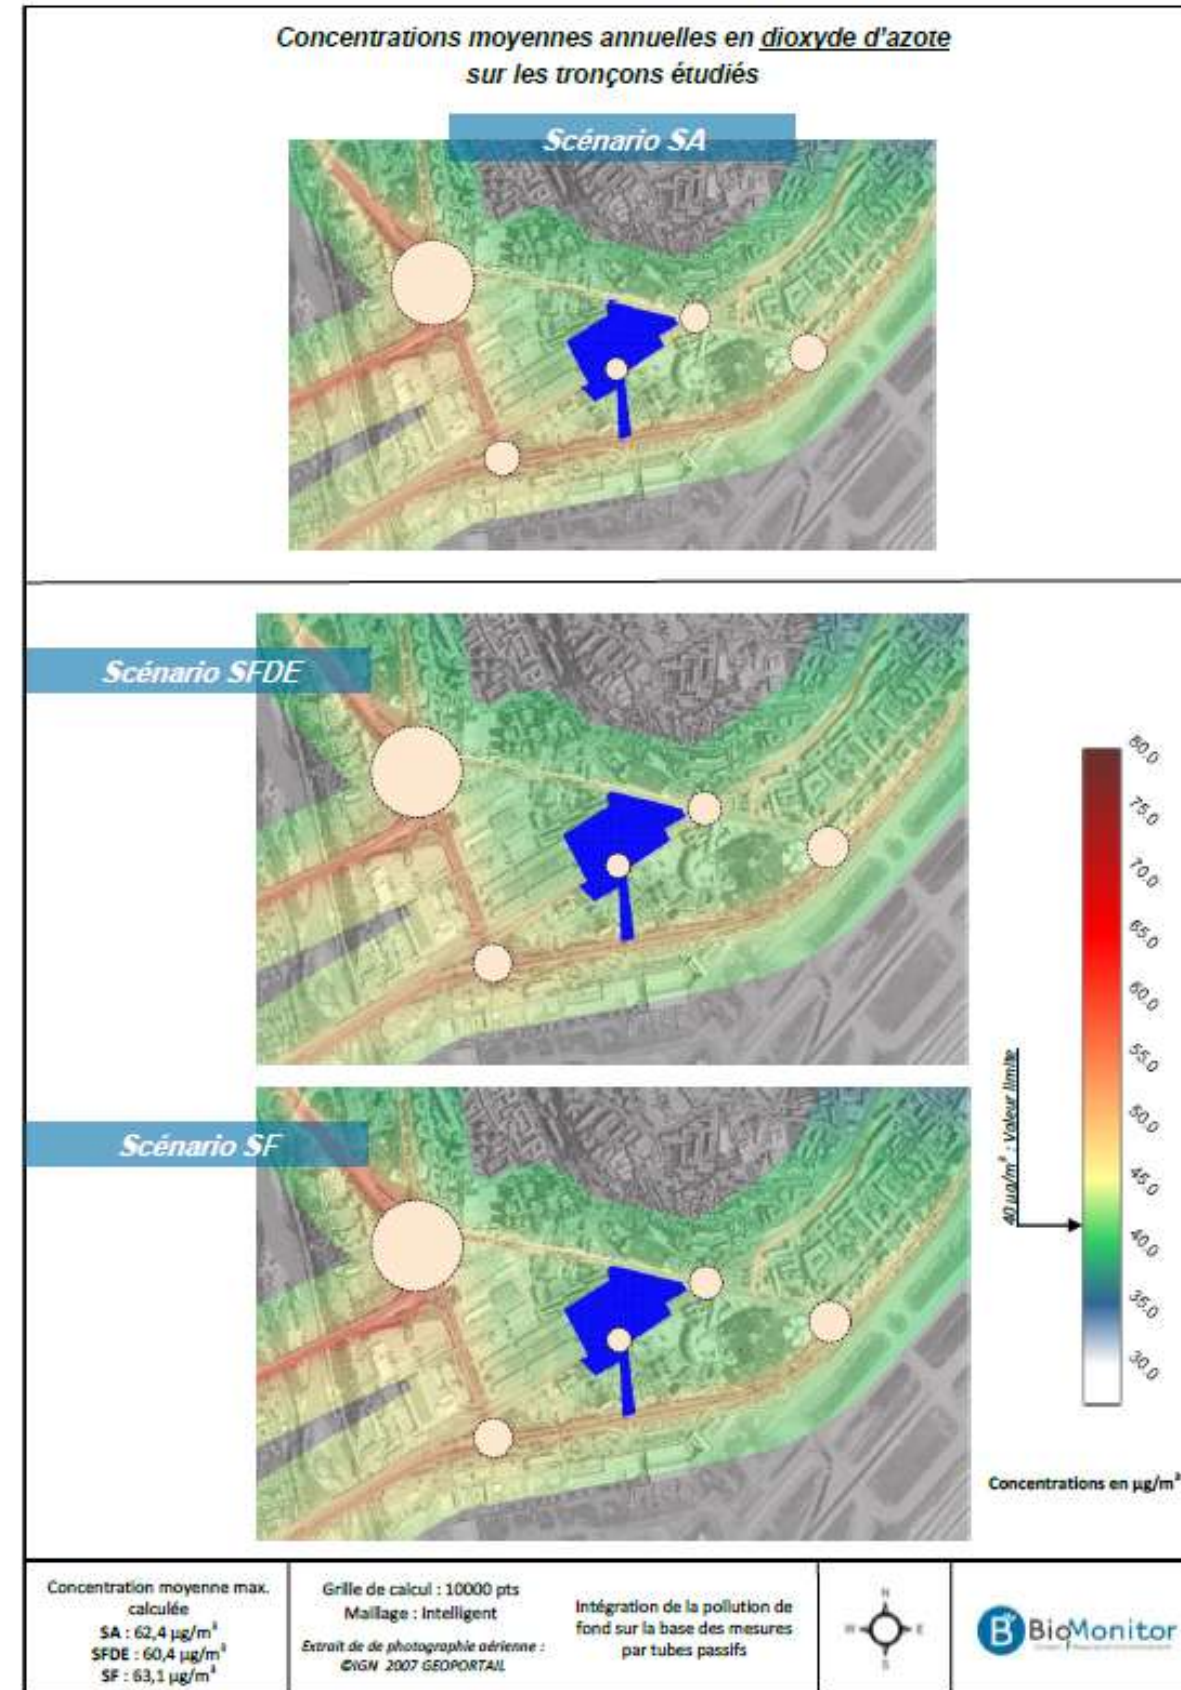 Concentrations moyennes annuelles en dioxyde d'azote
sur les tronçons étudiés
Scénario SA
Scénario SFDE
Scénario SF
80.0
75.0
70.0
65.0
60.0
55.0
50.0
45.0
40.0
35.0
30.0
40 µg/m³ : Valeur limite
Concentrations en µg/m³
Concentration moyenne max.
calculée
SA : 62,4 µg/m³
SFDE : 60,4 µg/m³
SF : 63,1 µg/m³
Grille de calcul : 10000 pts
Maillage : Intelligent
Extrait de de photographie aérienne :
©IGN 2007 GEOPORTAIL
Intégration de la pollution de
fond sur la base des mesures
par tubes passifs
N
W E
S
BioMonitor